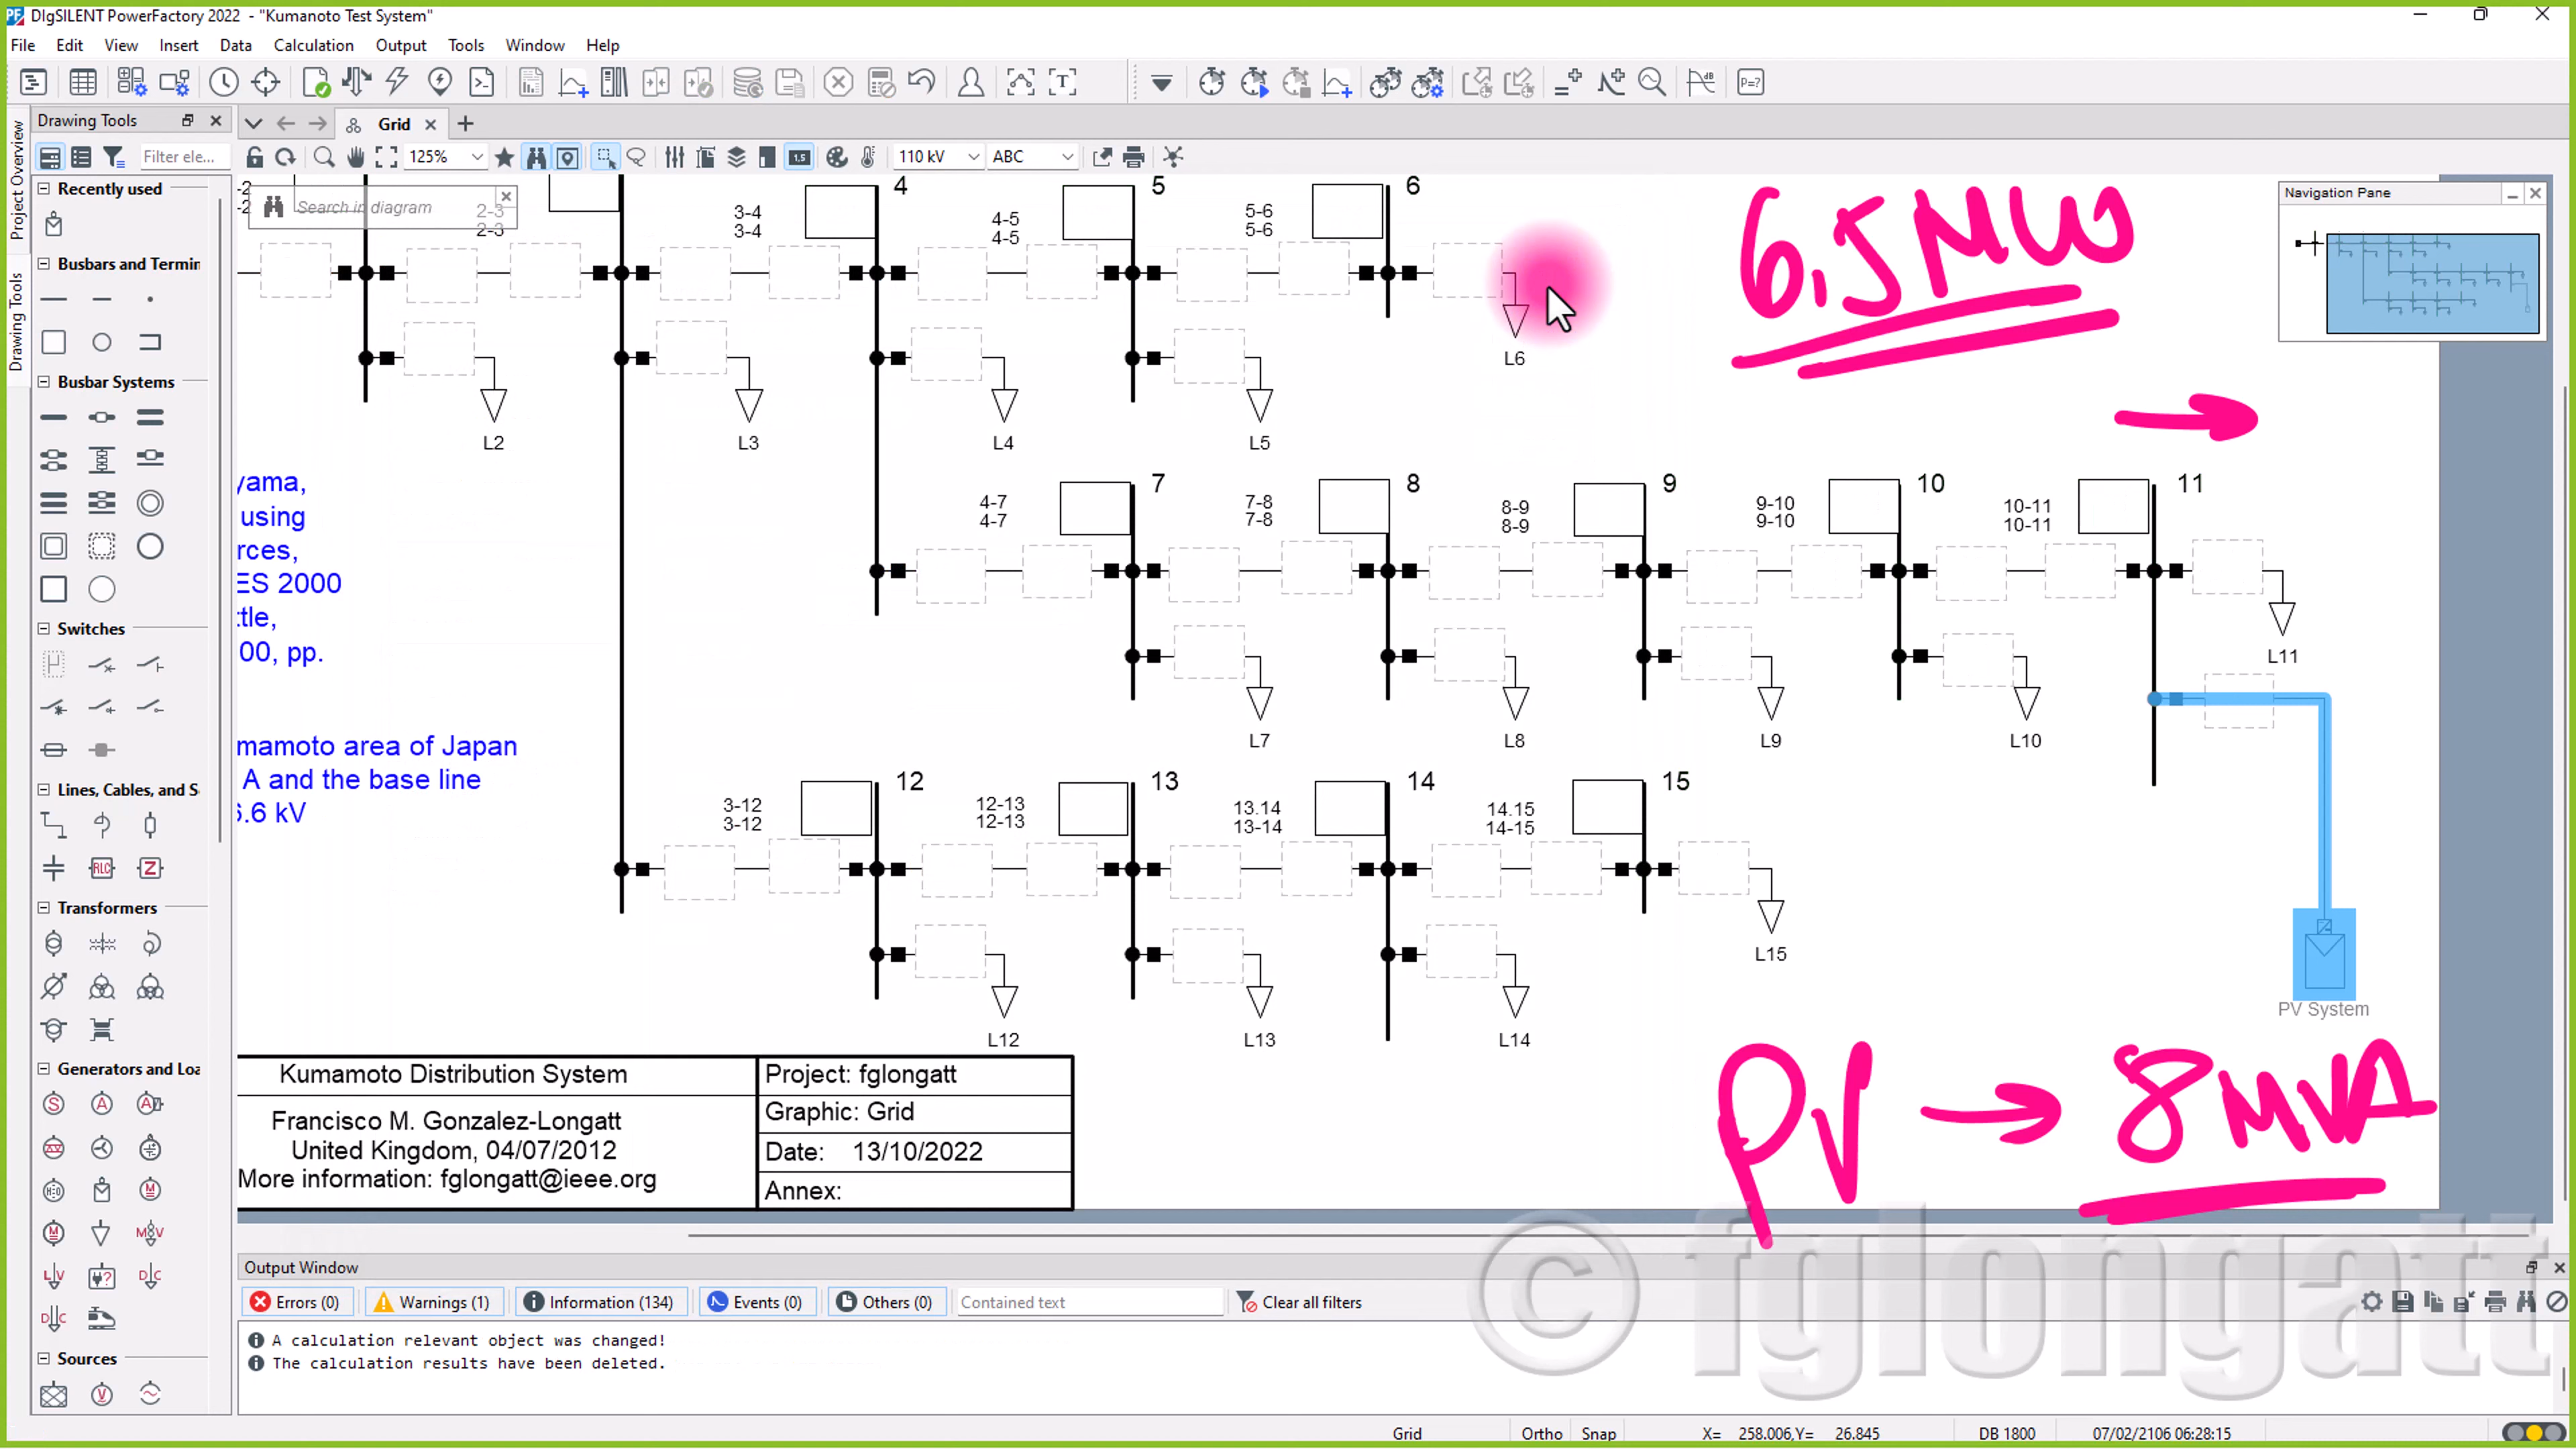 DIgSILENT PowerFactory 2022 - "Kumanoto Test System"
File Edit View Insert Data Calculation Output Tools Window Help
Drawing Tools
Grid
Filter ele...
125%
1.5
110 kV
ABC
Project Overview
Drawing Tools
Recently used
Busbars and Termin
Busbar Systems
Switches
Lines, Cables, and S
Transformers
Generators and Loa
Sources
Search in diagram
Navigation Pane
6.5 MW
4
5
6
2-3
2-3
3-4
3-4
4-5
4-5
5-6
5-6
L2
L3
L4
L5
L6
7
8
9
10
11
4-7
4-7
7-8
7-8
8-9
8-9
9-10
9-10
10-11
10-11
L7
L8
L9
L10
L11
yama,
using
rces,
ES 2000
ttle,
00, pp.
mamoto area of Japan
A and the base line
6.6 kV
12
13
14
15
3-12
3-12
12-13
12-13
13.14
13-14
14.15
14-15
L12
L13
L14
L15
PV System
PV → 8 MVA
Kumamoto Distribution System
Francisco M. Gonzalez-Longatt
United Kingdom, 04/07/2012
More information: fglongatt@ieee.org
Project: fglongatt
Graphic: Grid
Date: 13/10/2022
Annex:
© fglongatt
Output Window
Errors (0) Warnings (1) Information (134) Events (0) Others (0) Contained text Clear all filters
A calculation relevant object was changed!
The calculation results have been deleted.
Grid Ortho Snap X= 258.006,Y= 26.845 DB 1800 07/02/2106 06:28:15